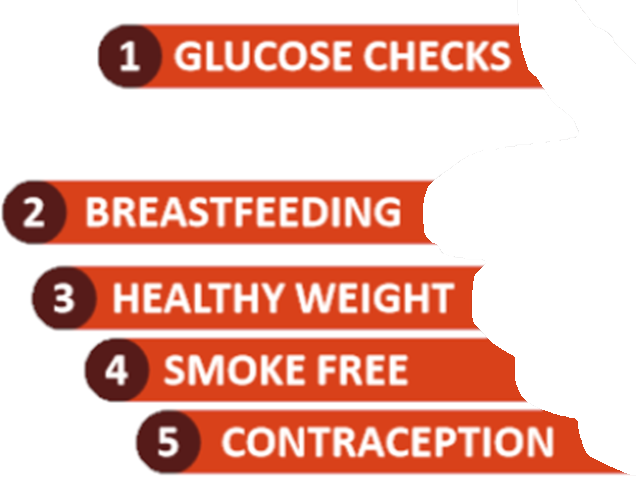 1 GLUCOSE CHECKS
2 BREASTFEEDING
3 HEALTHY WEIGHT
4 SMOKE FREE
5 CONTRACEPTION